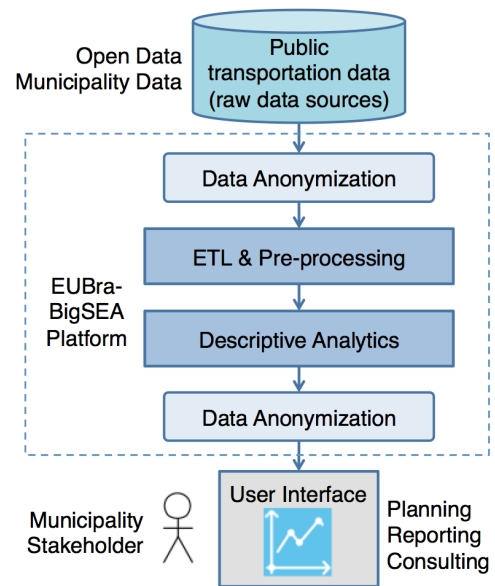 Open Data
Municipality Data
Public
transportation data
(raw data sources)
Data Anonymization
ETL & Pre-processing
EUBra-
BigSEA
Platform
Descriptive Analytics
Data Anonymization
User Interface
Municipality
Stakeholder
Planning
Reporting
Consulting